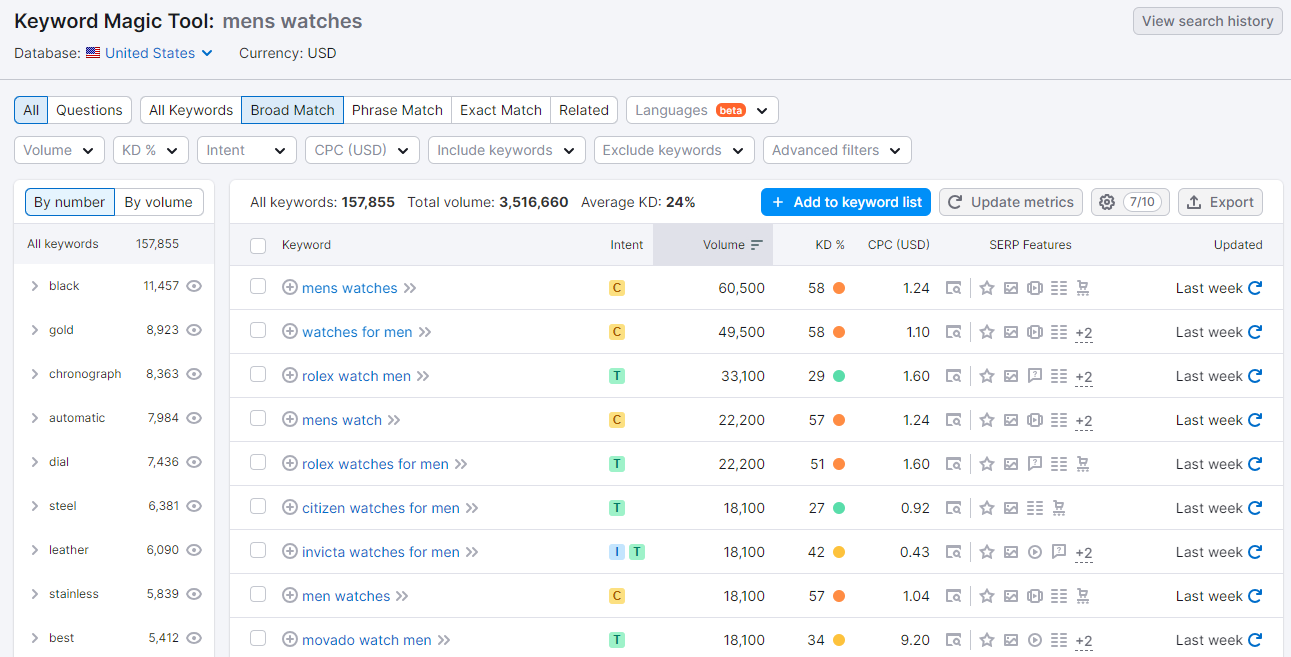 Keyword Magic Tool: mens watches
View search history
Database: United States Currency: USD
All Questions All Keywords Broad Match Phrase Match Exact Match Related Languages beta
Volume KD % Intent CPC (USD) Include keywords Exclude keywords Advanced filters
By number By volume
All keywords: 157,855 Total volume: 3,516,660 Average KD: 24% + Add to keyword list Update metrics 7/10 Export
All keywords 157,855
black 11,457
gold 8,923
chronograph 8,363
automatic 7,984
dial 7,436
steel 6,381
leather 6,090
stainless 5,839
best 5,412
Keyword Intent Volume KD % CPC (USD) SERP Features Updated
mens watches C 60,500 58 1.24 Last week
watches for men C 49,500 58 1.10 +2 Last week
rolex watch men T 33,100 29 1.60 +2 Last week
mens watch C 22,200 57 1.24 +2 Last week
rolex watches for men T 22,200 51 1.60 Last week
citizen watches for men T 18,100 27 0.92 Last week
invicta watches for men I T 18,100 42 0.43 +2 Last week
men watches C 18,100 57 1.04 Last week
movado watch men T 18,100 34 9.20 +2 Last week